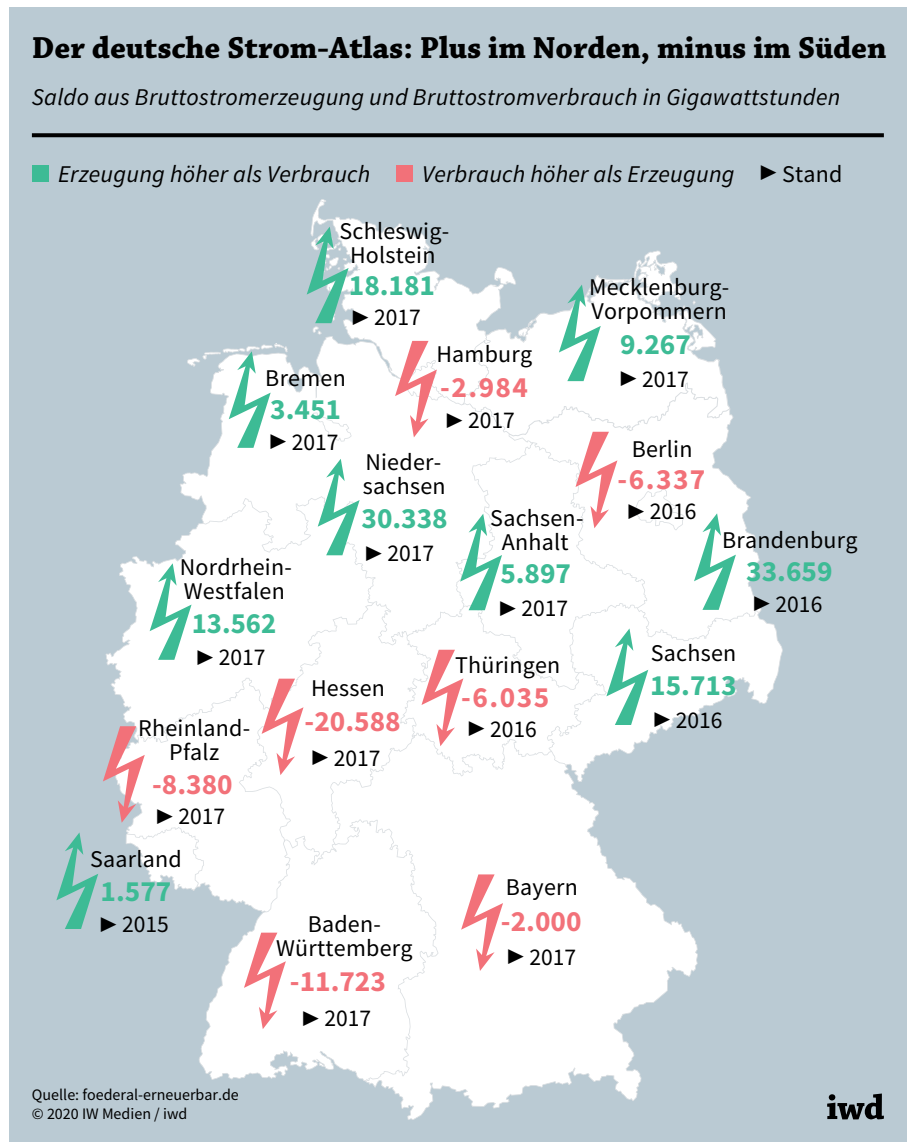 Der deutsche Strom-Atlas: Plus im Norden, minus im Süden
Saldo aus Bruttostromerzeugung und Bruttostromverbrauch in Gigawattstunden
Erzeugung höher als Verbrauch
Verbrauch höher als Erzeugung
► Stand
Schleswig-
Holstein
18.181
► 2017
Mecklenburg-
Vorpommern
9.267
► 2017
Hamburg
-2.984
► 2017
Bremen
3.451
► 2017
Berlin
-6.337
► 2016
Nieder-
sachsen
30.338
► 2017
Sachsen-
Anhalt
5.897
► 2017
Brandenburg
33.659
► 2016
Nordrhein-
Westfalen
13.562
► 2017
Sachsen
15.713
► 2016
Thüringen
-6.035
► 2016
Hessen
-20.588
► 2017
Rheinland-
Pfalz
-8.380
► 2017
Saarland
1.577
► 2015
Bayern
-2.000
► 2017
Baden-
Württemberg
-11.723
► 2017
Quelle: foederal-erneuerbar.de
© 2020 IW Medien / iwd
iwd